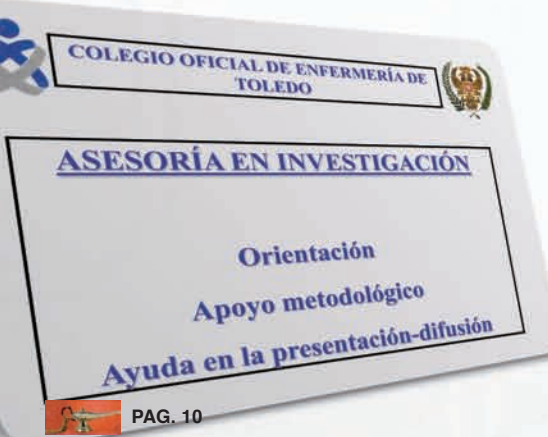 COLEGIO OFICIAL DE ENFERMERÍA DE
TOLEDO
ASESORÍA EN INVESTIGACIÓN
Orientación
Apoyo metodológico
Ayuda en la presentación-difusión
PAG. 10